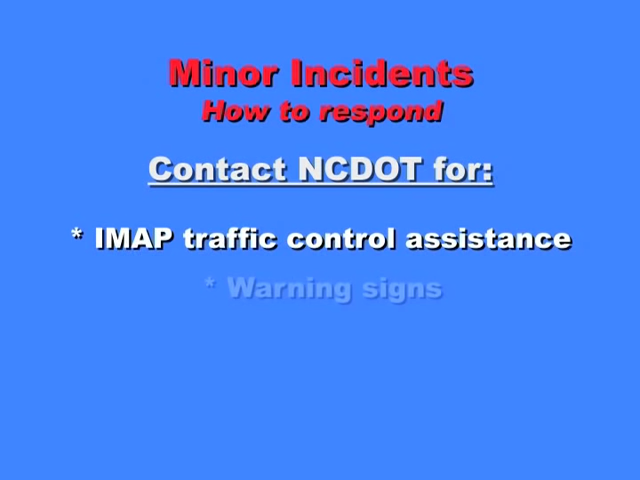 Minor Incidents
How to respond
Contact NCDOT for:
* IMAP traffic control assistance
* Warning signs